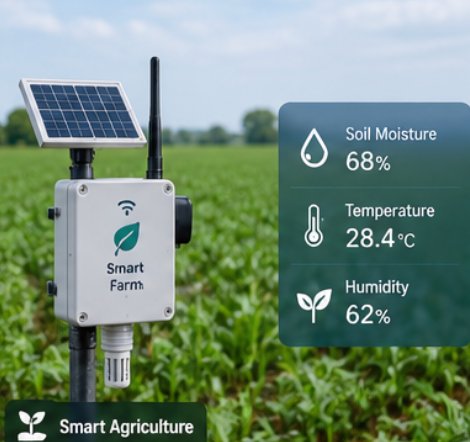 Smart
Farm
Soil Moisture
68%
Temperature
28.4°C
Humidity
62%
Smart Agriculture